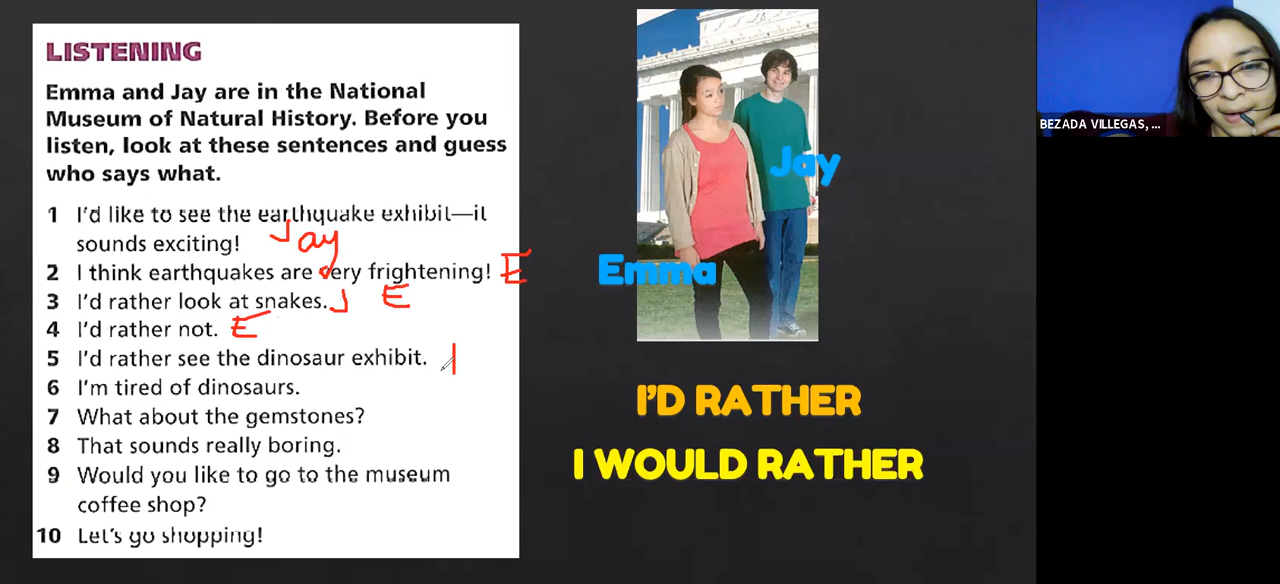 LISTENING
Emma and Jay are in the National
Museum of Natural History. Before you
listen, look at these sentences and guess
who says what.
1 I'd like to see the earthquake exhibit—it
sounds exciting!
Jay
2 I think earthquakes are very frightening! E
3 I'd rather look at snakes. J E
4 I'd rather not. E
5 I'd rather see the dinosaur exhibit.
6 I'm tired of dinosaurs.
7 What about the gemstones?
8 That sounds really boring.
9 Would you like to go to the museum
coffee shop?
10 Let's go shopping!
Jay
Emma
I'D RATHER
I WOULD RATHER
BEZADA VILLEGAS, ...